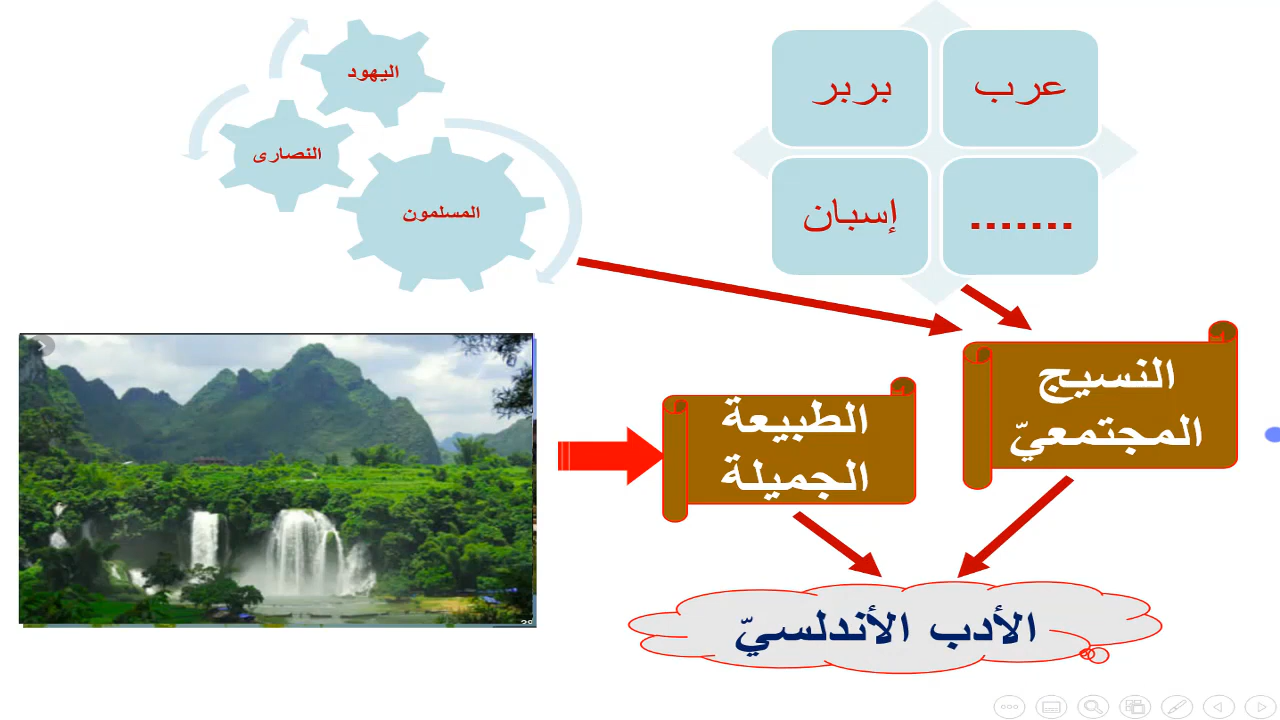 عرب
بربر
.......
إسبان
اليهود
النصارى
المسلمون
النسيج
المجتمعيّ
الطبيعة
الجميلة
الأدب الأندلسيّ